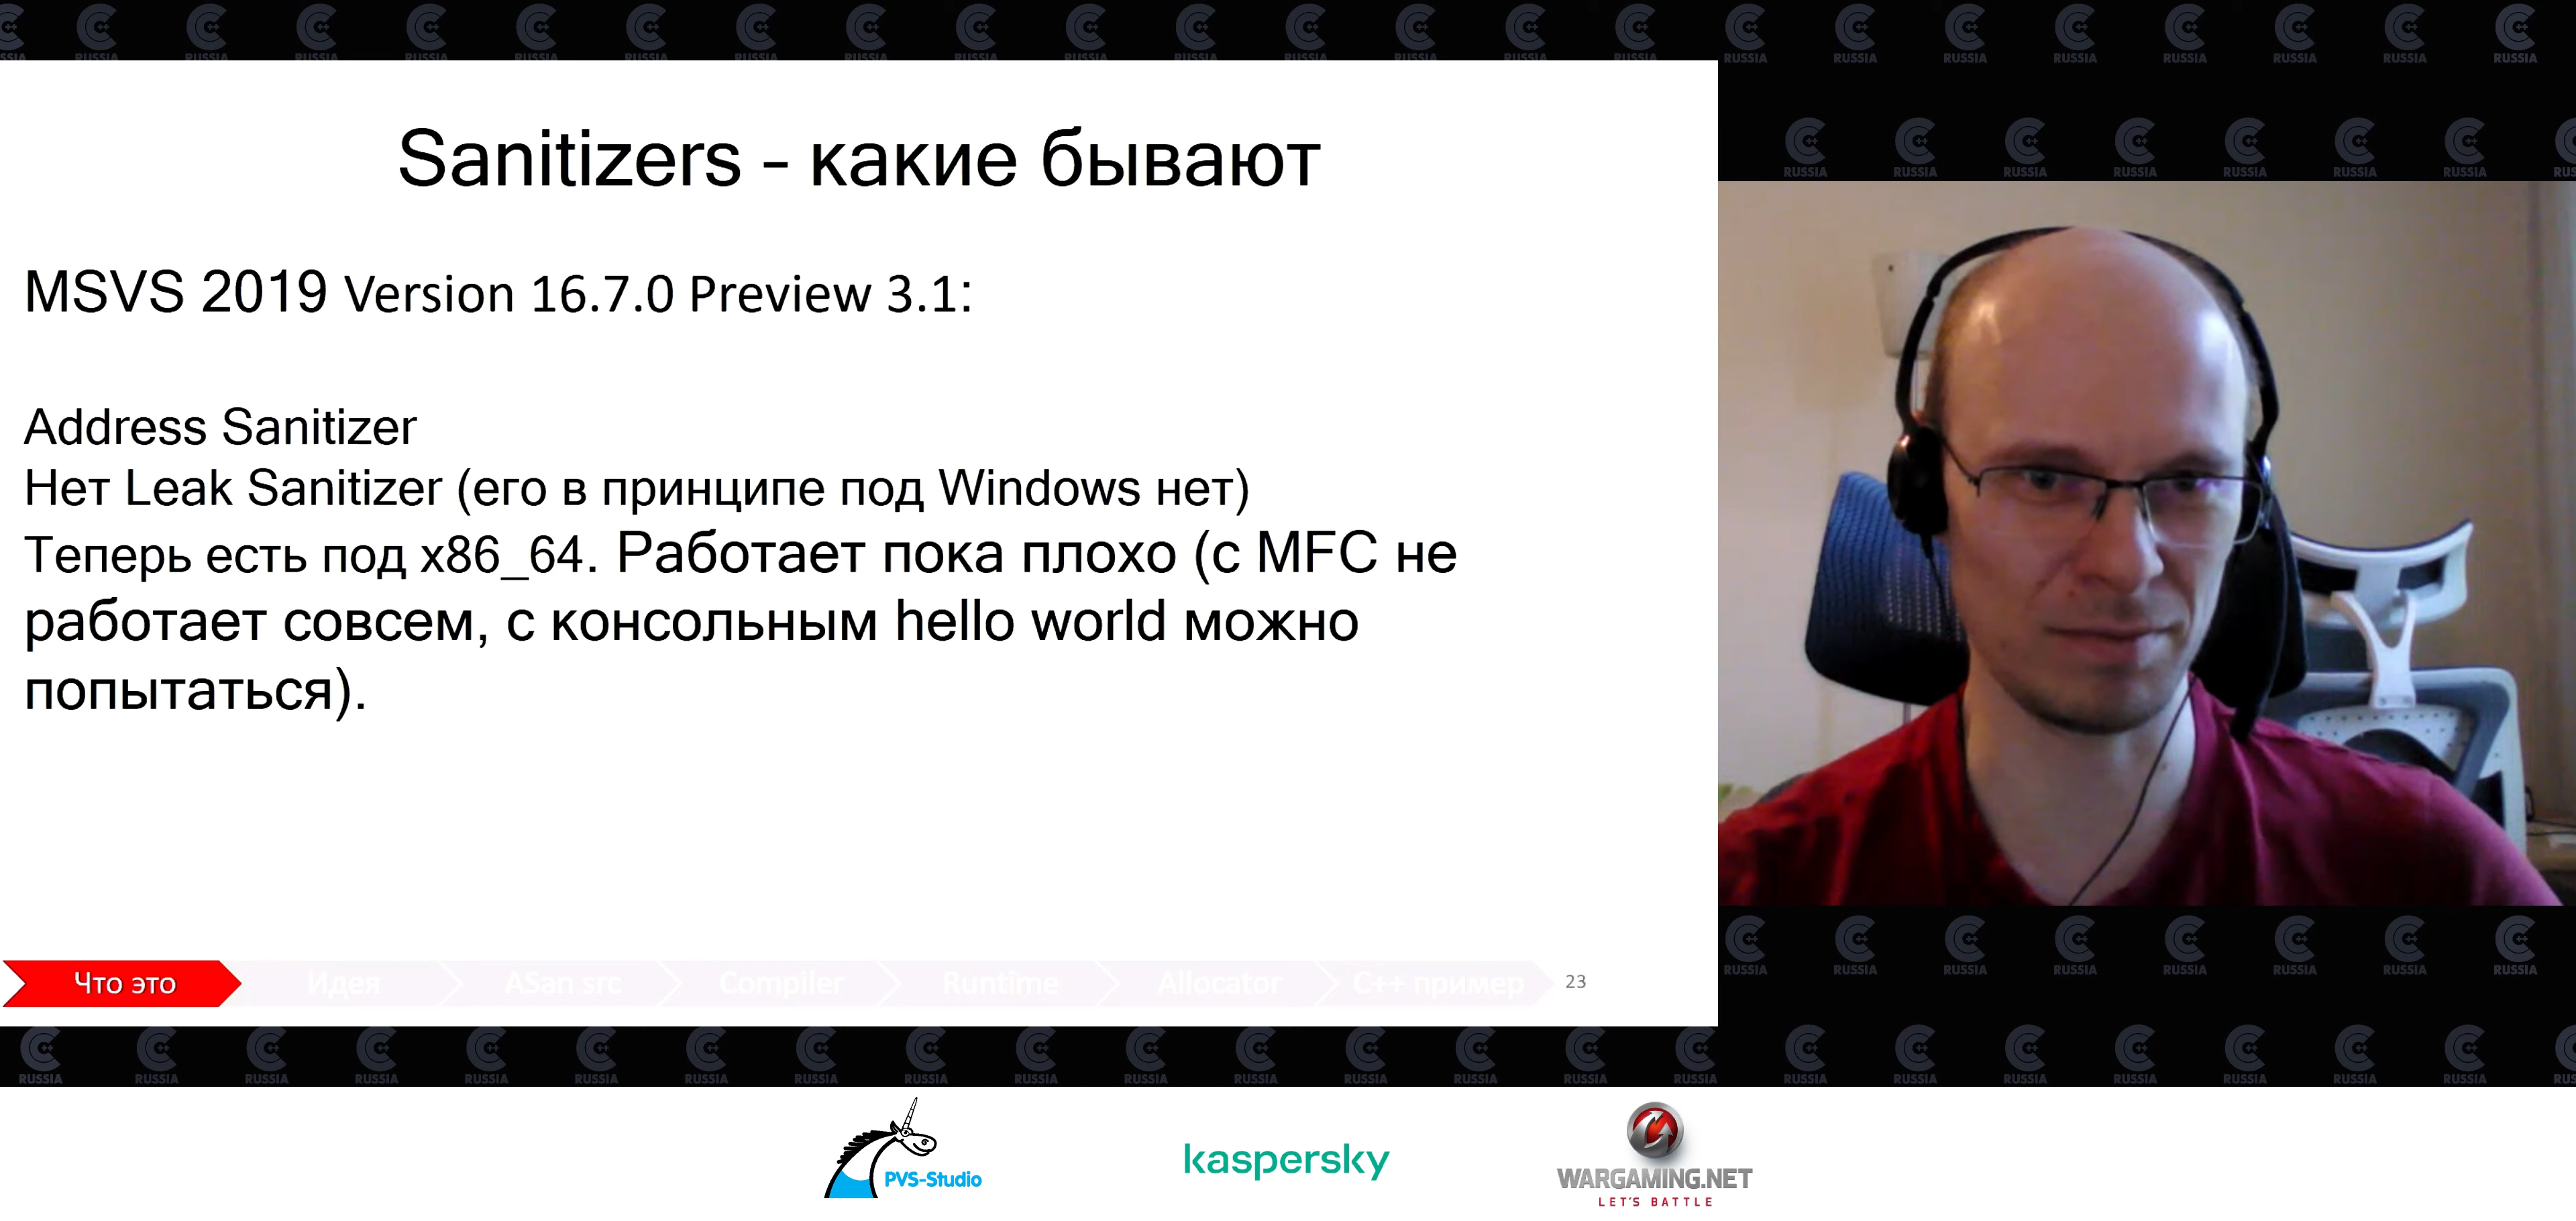 Sanitizers - какие бывают
MSVS 2019 Version 16.7.0 Preview 3.1:
Address Sanitizer
Нет Leak Sanitizer (его в принципе под Windows нет)
Теперь есть под x86_64. Работает пока плохо (с MFC не
работает совсем, с консольным hello world можно
попытаться).
Что это
Идея
ASan src
Compiler
Runtime
Allocator
C++ пример
23
PVS-Studio
kaspersky
WARGAMING.NET
LET'S BATTLE